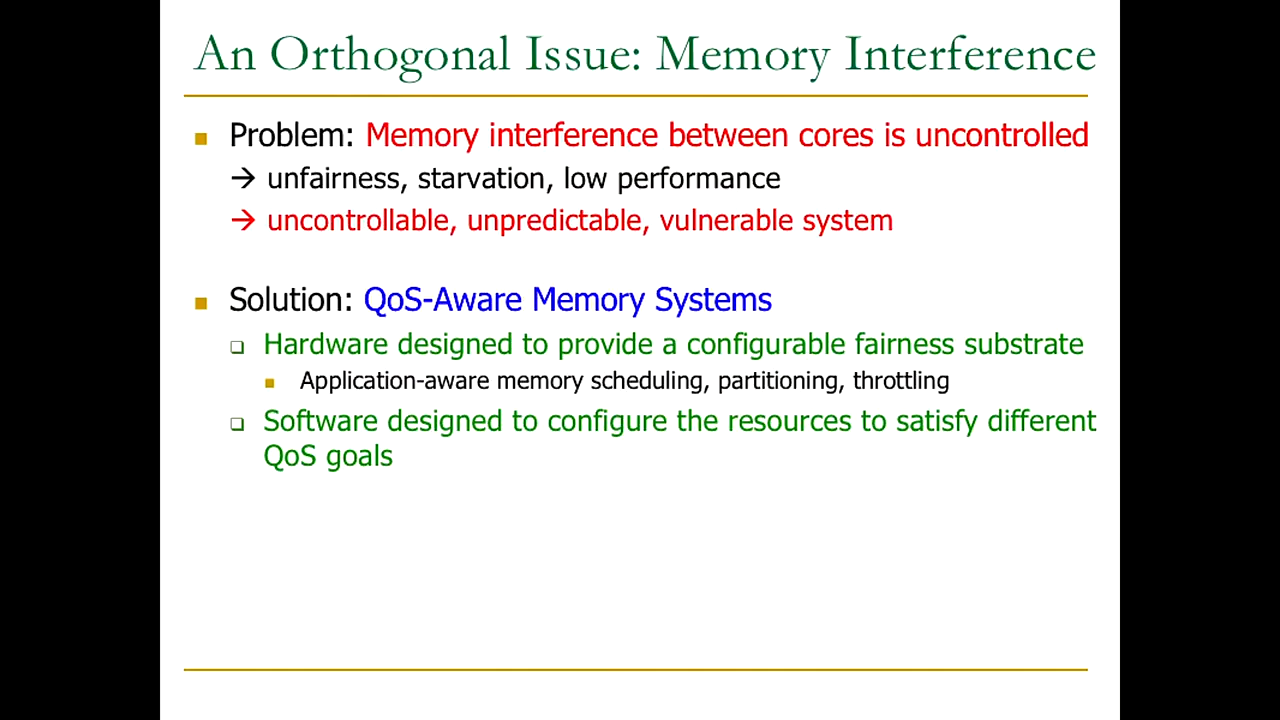 An Orthogonal Issue: Memory Interference
Problem: Memory interference between cores is uncontrolled
→ unfairness, starvation, low performance
→ uncontrollable, unpredictable, vulnerable system
Solution: QoS-Aware Memory Systems
Hardware designed to provide a configurable fairness substrate
Application-aware memory scheduling, partitioning, throttling
Software designed to configure the resources to satisfy different
QoS goals